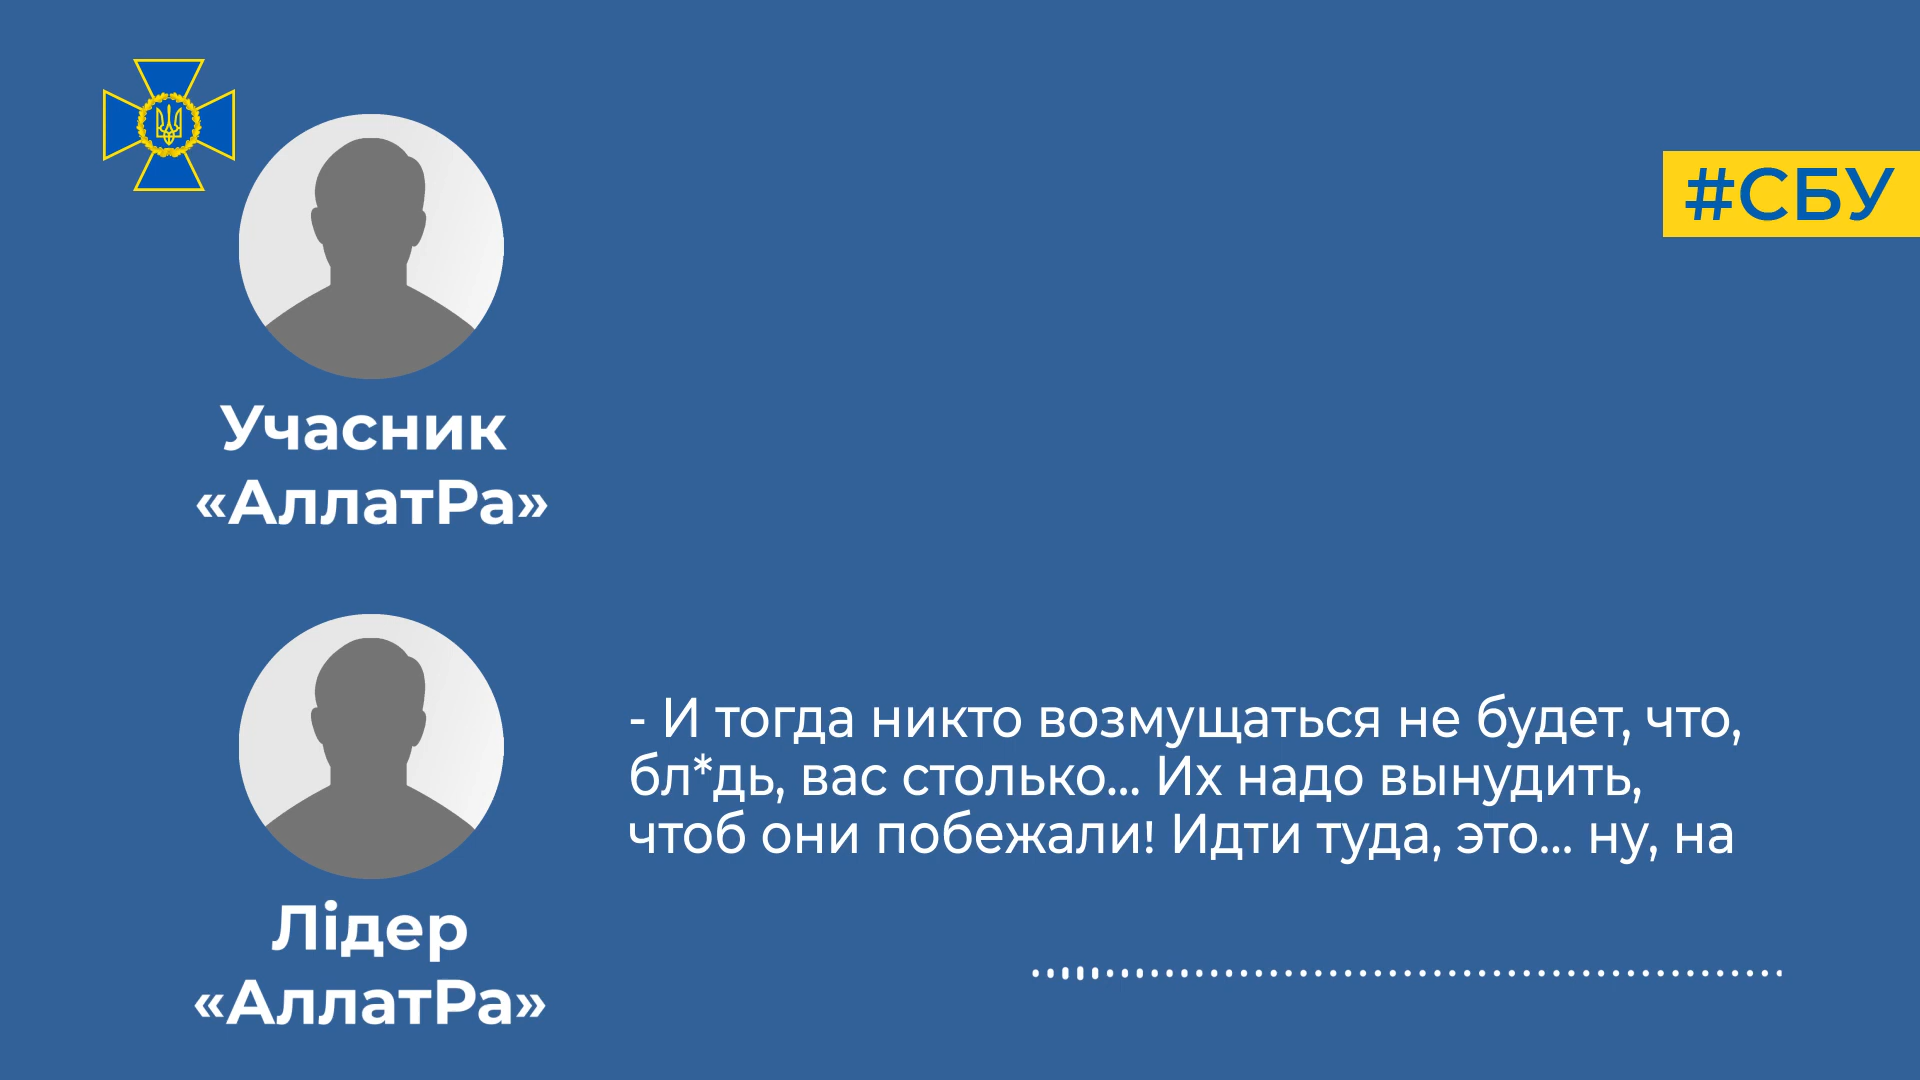 #СБУ
Учасник
«АллатРа»
- И тогда никто возмущаться не будет, что,
бл*дь, вас столько... Их надо вынудить,
чтоб они побежали! Идти туда, это... ну, на
Лідер
«АллатРа»